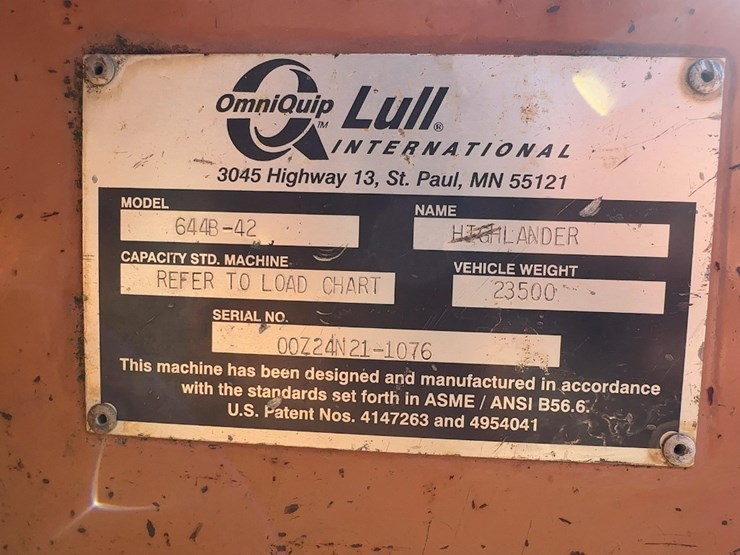 OmniQuip Lull®
TM
INTERNATIONAL
3045 Highway 13, St. Paul, MN 55121
MODEL NAME
644B-42 HIGHLANDER
CAPACITY STD. MACHINE VEHICLE WEIGHT
REFER TO LOAD CHART 23500
SERIAL NO.
00Z24N21-1076
This machine has been designed and manufactured in accordance
with the standards set forth in ASME / ANSI B56.6.
U.S. Patent Nos. 4147263 and 4954041